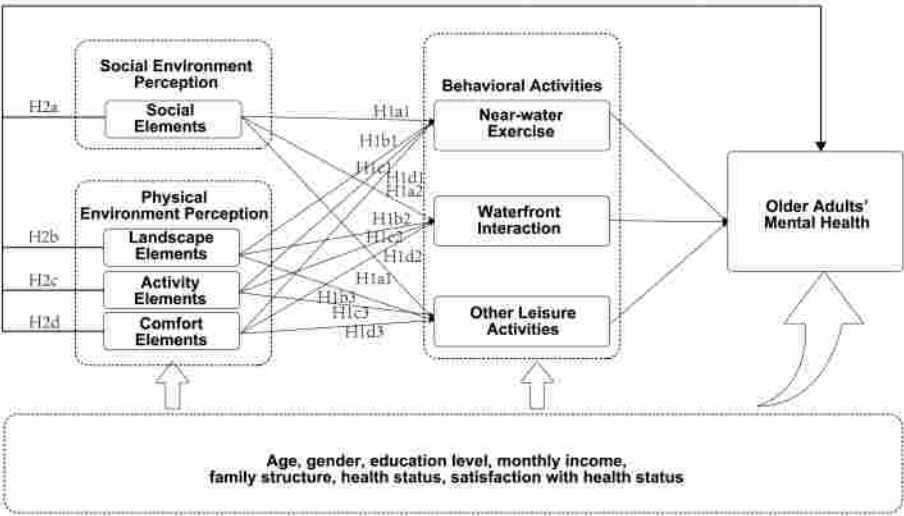 Social Environment
Perception
Social
Elements
H2a
Physical
Environment Perception
Landscape
Elements
H2b
Activity
Elements
H2c
Comfort
Elements
H2d
H1a1
H1b1
H1c1
H1d1
H1a2
H1b2
H1c2
H1d2
H1a1
H1b3
H1c3
H1d3
Behavioral Activities
Near-water
Exercise
Waterfront
Interaction
Other Leisure
Activities
Older Adults'
Mental Health
Age, gender, education level, monthly income,
family structure, health status, satisfaction with health status